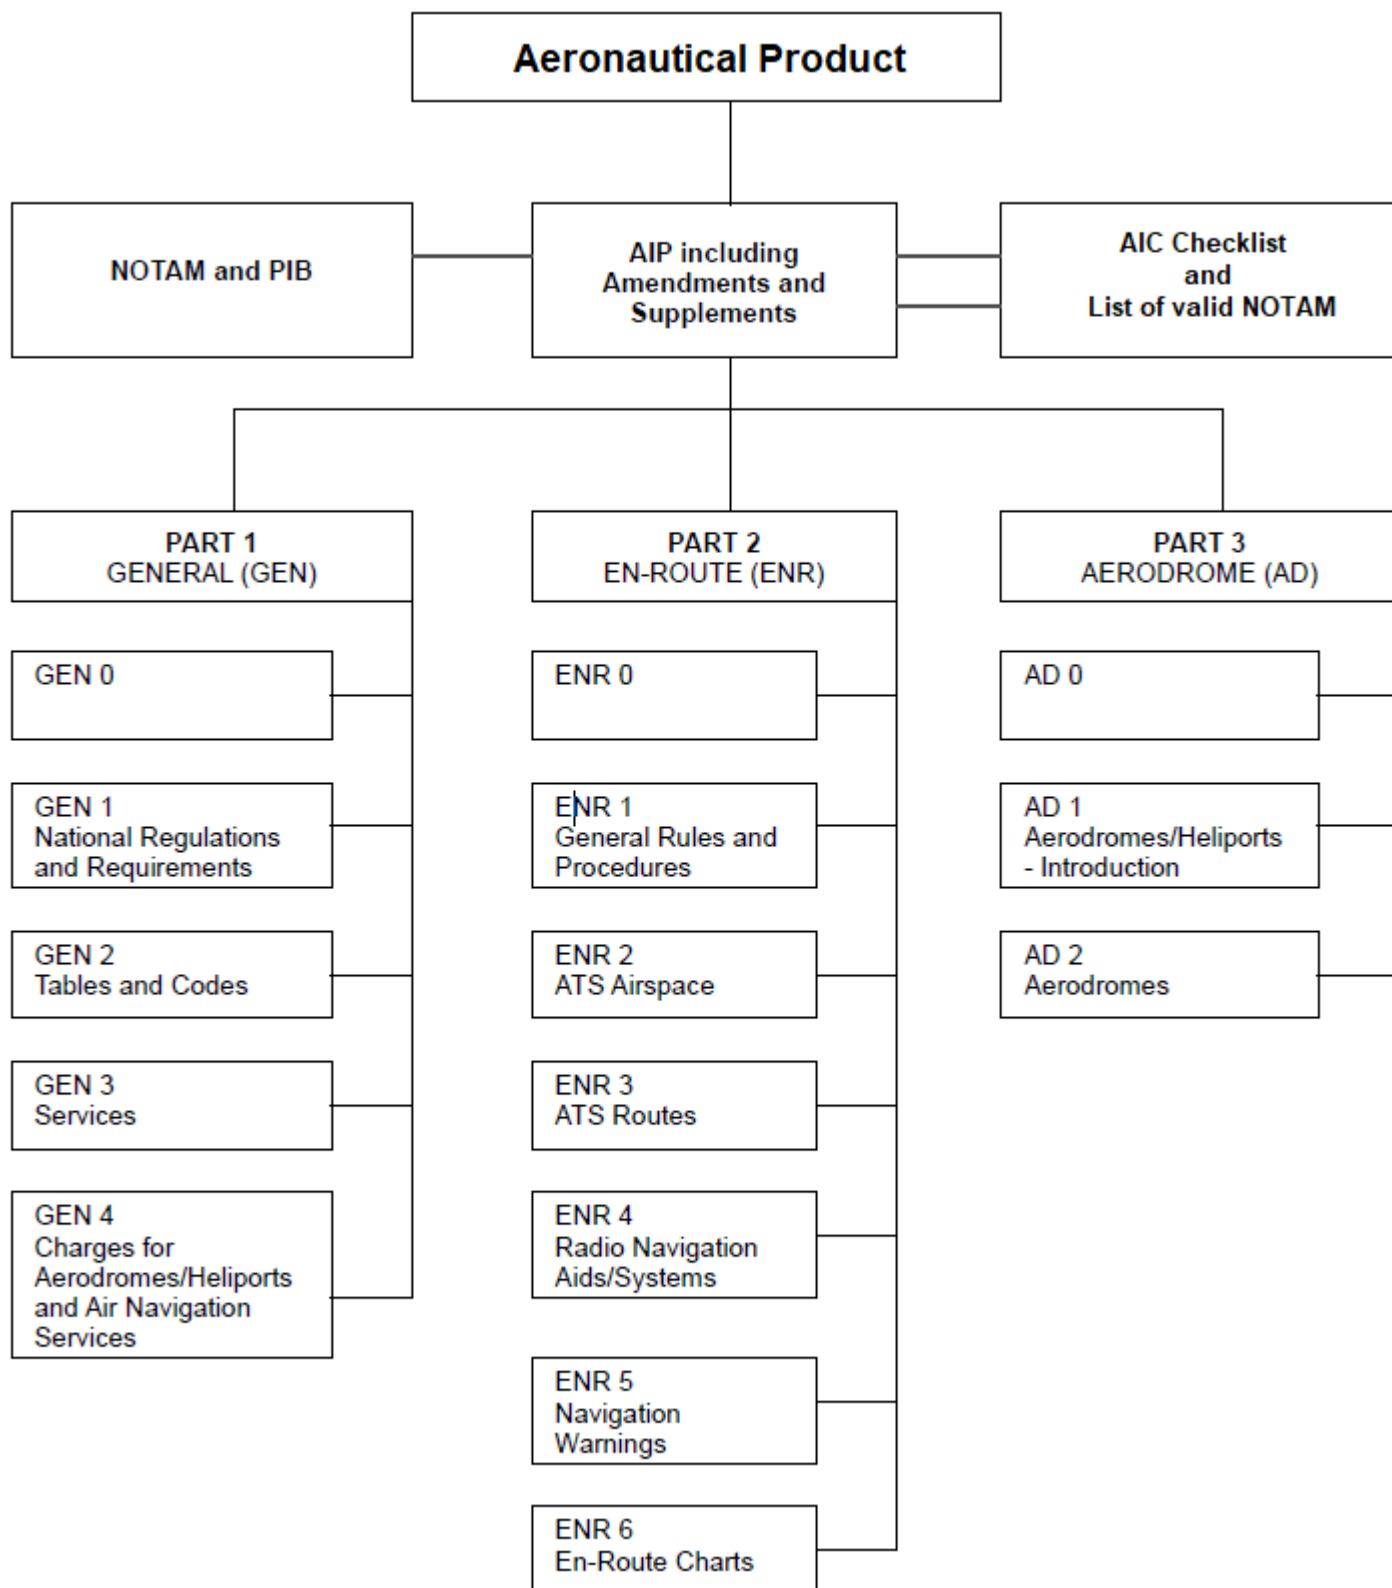 Aeronautical Product
NOTAM and PIB
AIP including
Amendments and
Supplements
AIC Checklist
and
List of valid NOTAM
PART 1
GENERAL (GEN)
PART 2
EN-ROUTE (ENR)
PART 3
AERODROME (AD)
GEN 0
GEN 1
National Regulations
and Requirements
GEN 2
Tables and Codes
GEN 3
Services
GEN 4
Charges for
Aerodromes/Heliports
and Air Navigation
Services
ENR 0
ENR 1
General Rules and
Procedures
ENR 2
ATS Airspace
ENR 3
ATS Routes
ENR 4
Radio Navigation
Aids/Systems
ENR 5
Navigation
Warnings
ENR 6
En-Route Charts
AD 0
AD 1
Aerodromes/Heliports
- Introduction
AD 2
Aerodromes